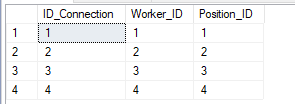 ID_Connection Worker_ID Position_ID
1 1 1 1
2 2 2 2
3 3 3 3
4 4 4 4